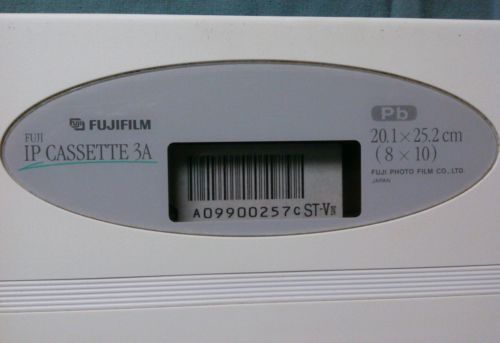 FUJIFILM
FUJI
IP CASSETTE 3A
A09900257C ST-V
Pb
20.1×25.2 cm
(8×10)
FUJI PHOTO FILM CO., LTD.
JAPAN